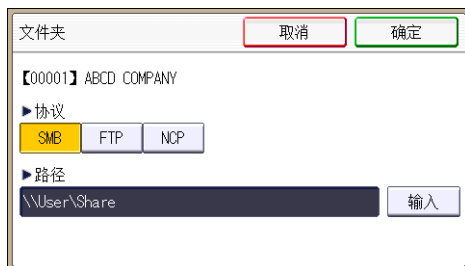 文件夹 取消 确定
【00001】 ABCD COMPANY
►协议
SMB FTP NCP
►路径
\\User\Share 输入